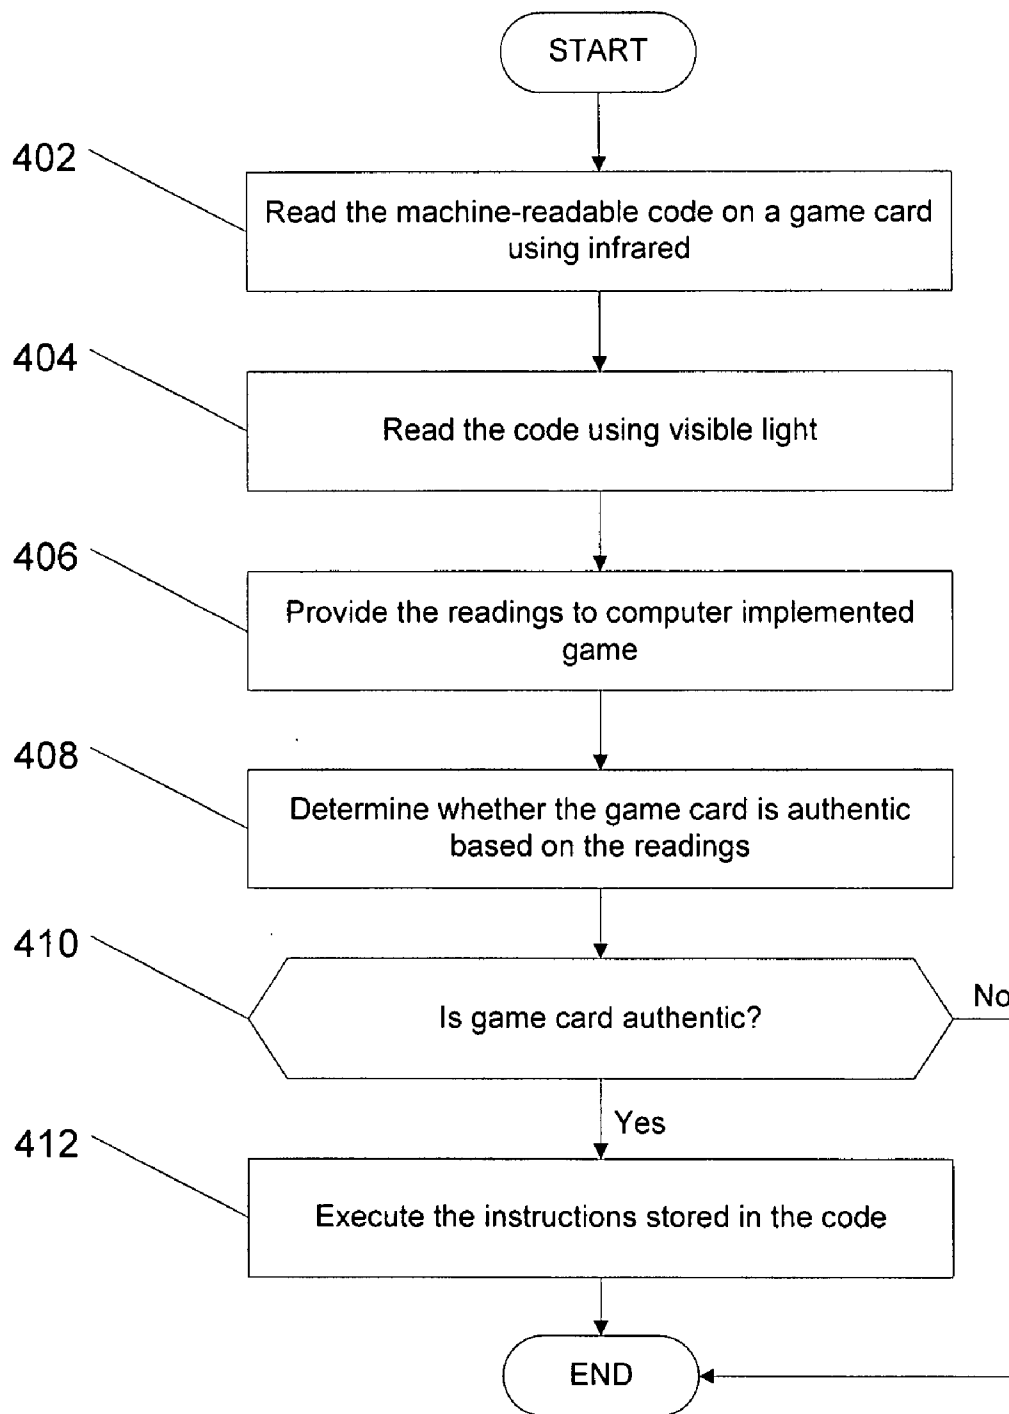 START
402
Read the machine-readable code on a game card
using infrared
404
Read the code using visible light
406
Provide the readings to computer implemented
game
408
Determine whether the game card is authentic
based on the readings
410
Is game card authentic?
No
Yes
412
Execute the instructions stored in the code
END